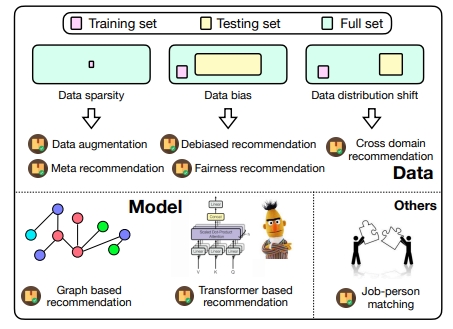 Training set Testing set Full set
Data sparsity Data bias Data distribution shift
Data augmentation Debiased recommendation Cross domain
recommendation
Meta recommendation Fairness recommendation
Data
Model Others
Linear
Concat
Scaled Dot-Product
Attention
Linear Linear Linear
V K Q
Graph based
recommendation
Transformer based
recommendation
Job-person
matching